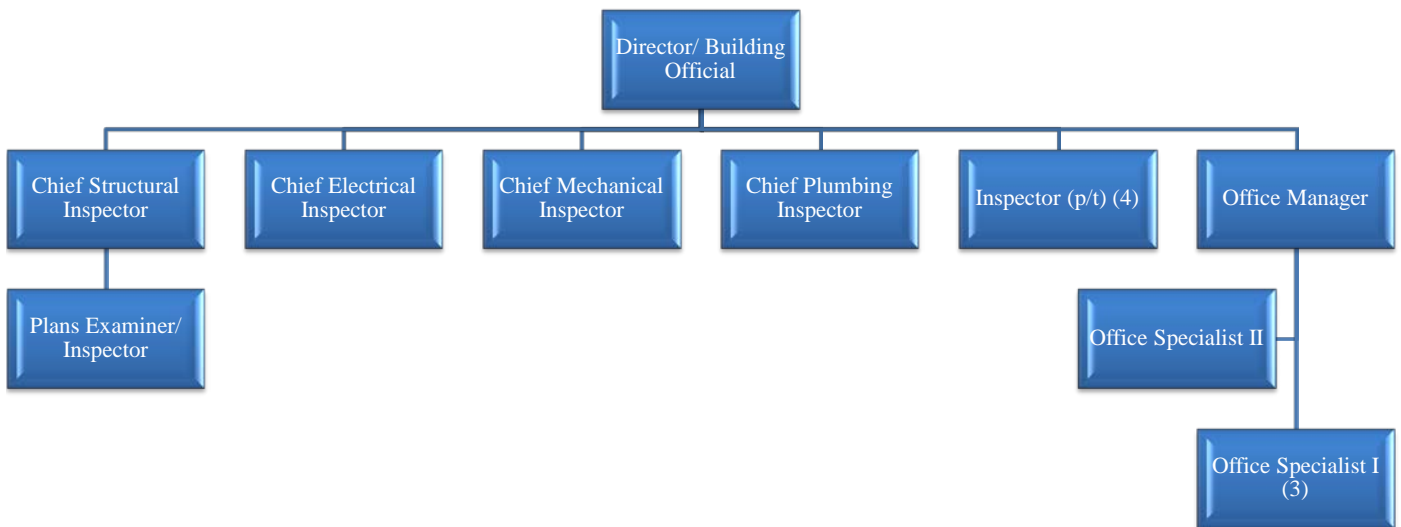 Director/ Building
Official
Chief Structural
Inspector
Chief Electrical
Inspector
Chief Mechanical
Inspector
Chief Plumbing
Inspector
Inspector (p/t) (4)
Office Manager
Plans Examiner/
Inspector
Office Specialist II
Office Specialist I
(3)